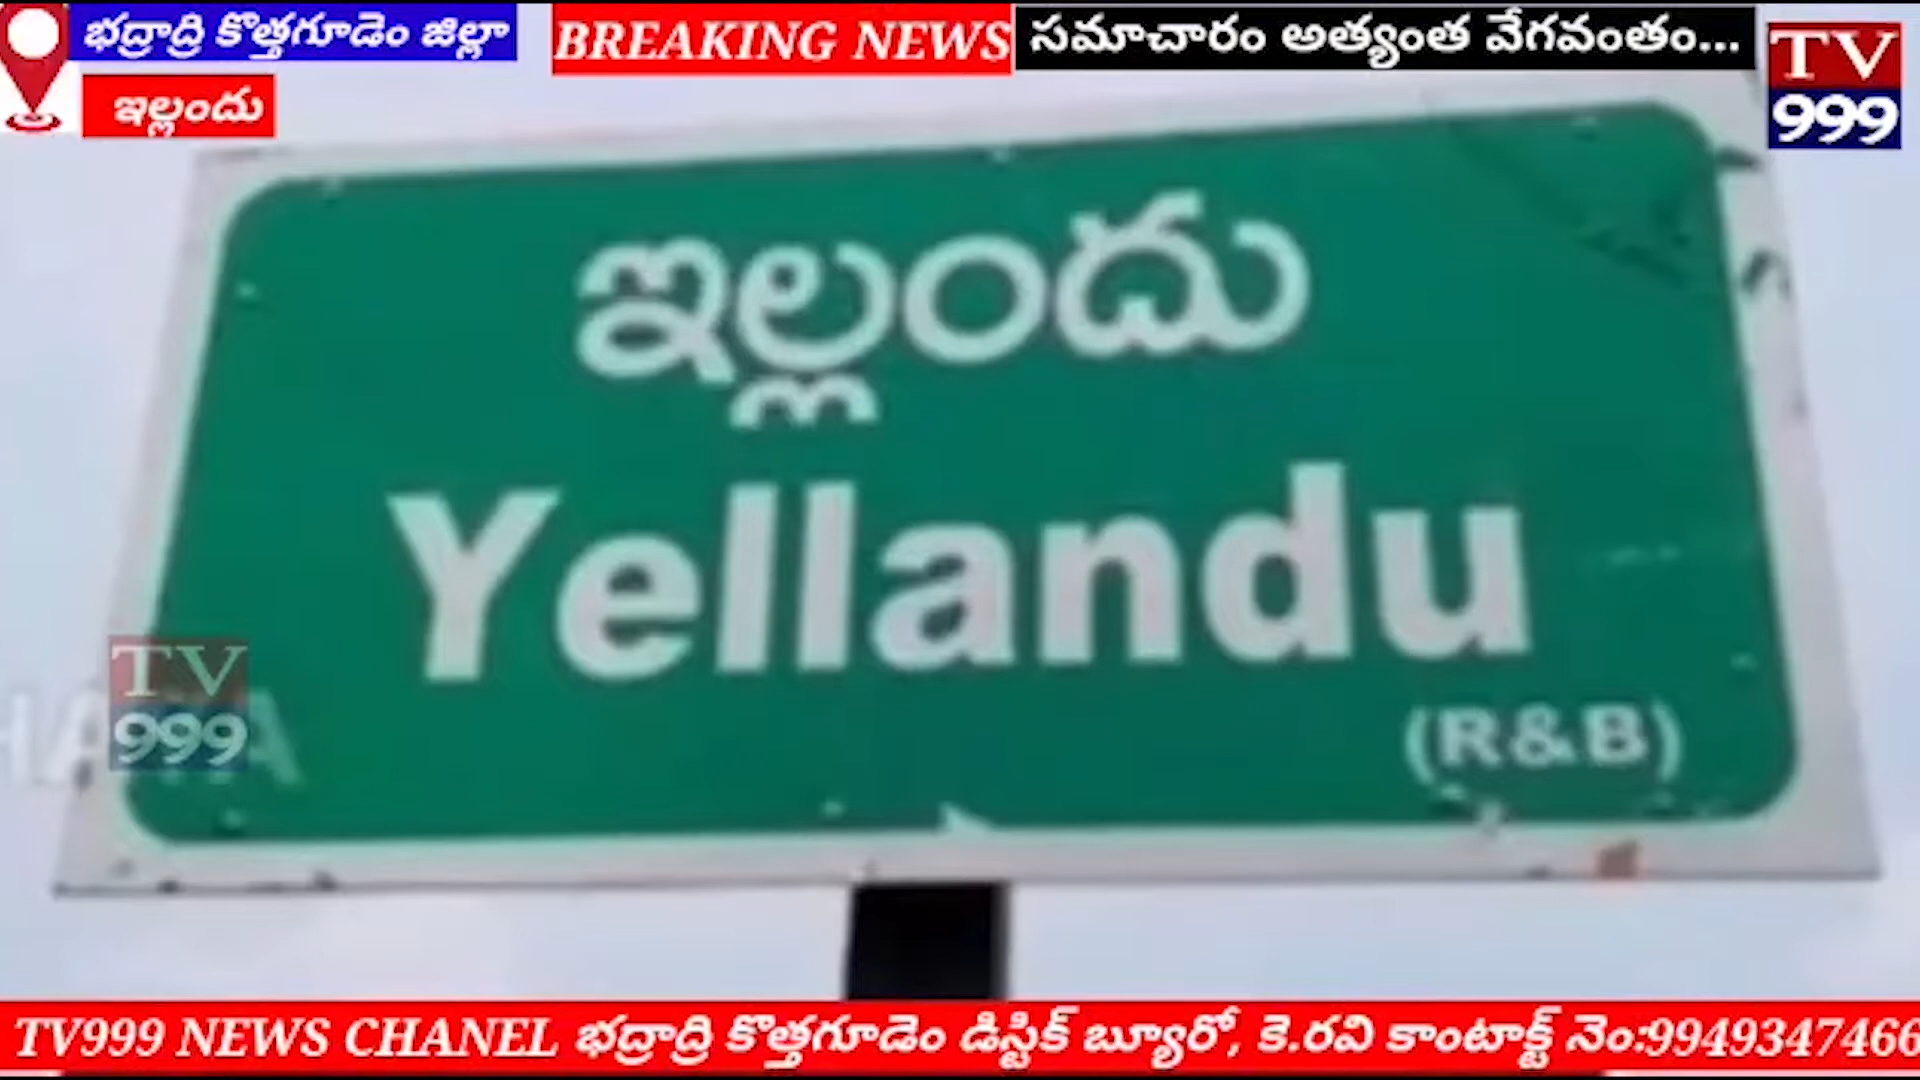 భద్రాద్రి కొత్తగూడెం జిల్లా
ఇల్లందు
BREAKING NEWS
సమాచారం అత్యంత వేగవంతం...
TV
999
ఇల్లందు
Yellandu
(R&B)
TV
999
TV999 NEWS CHANEL భద్రాద్రి కొత్తగూడెం డిస్టిక్ బ్యూరో, కె.రవి కాంటాక్ట్ నెం:9949347466